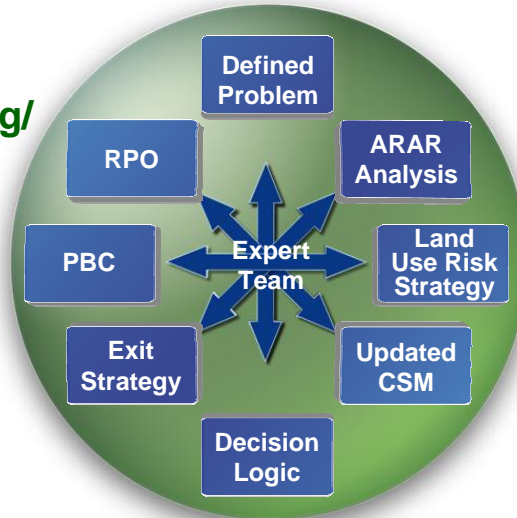 Defined
Problem
g/
RPO
ARAR
Analysis
PBC
Expert
Team
Land
Use Risk
Strategy
Exit
Strategy
Updated
CSM
Decision
Logic